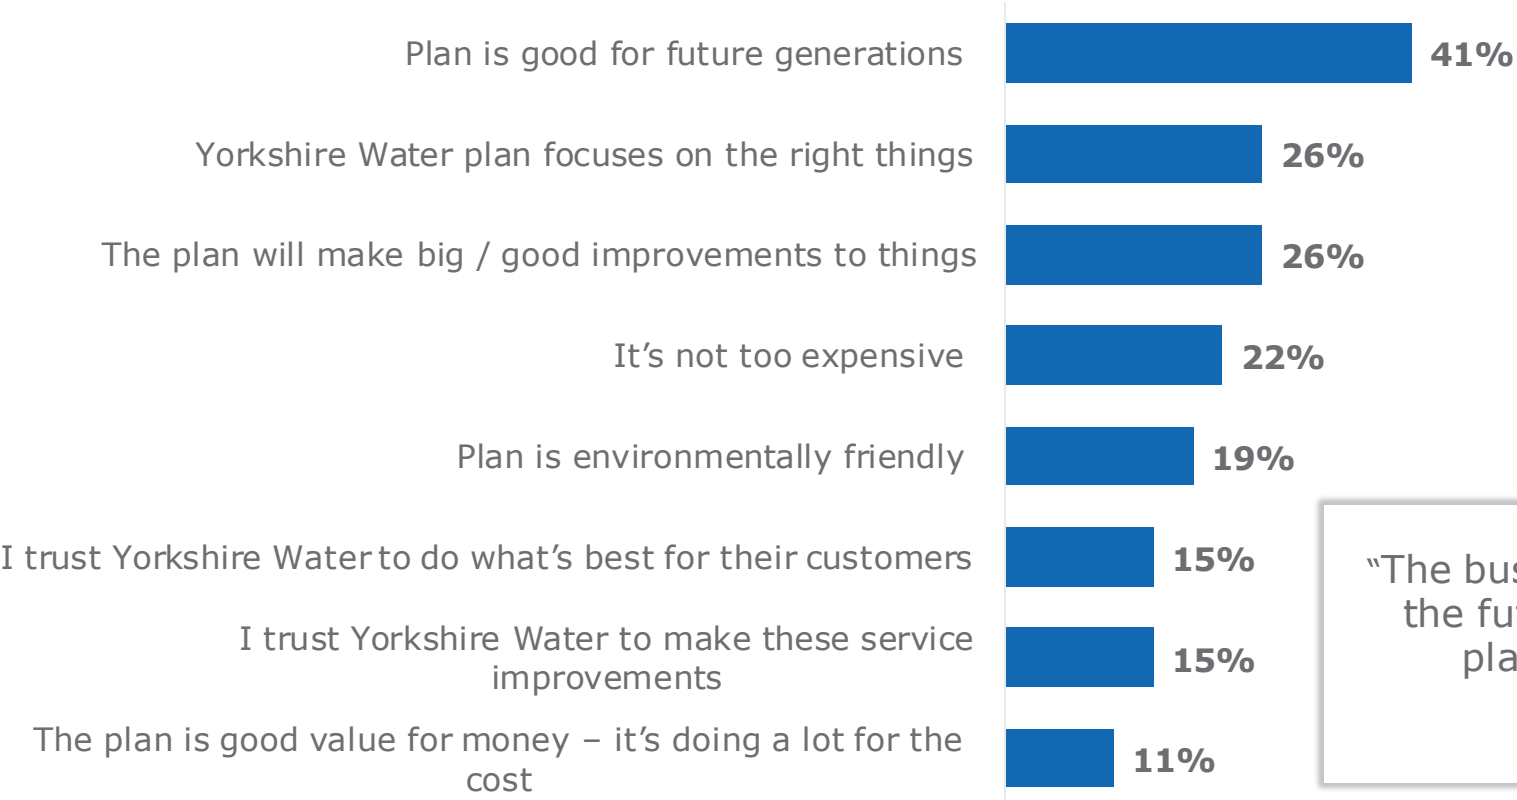 Plan is good for future generations 41%
Yorkshire Water plan focuses on the right things 26%
The plan will make big / good improvements to things 26%
It’s not too expensive 22%
Plan is environmentally friendly 19%
I trust Yorkshire Water to do what’s best for their customers 15%
I trust Yorkshire Water to make these service
improvements
15%
The plan is good value for money – it’s doing a lot for the
cost
11%
“The
the